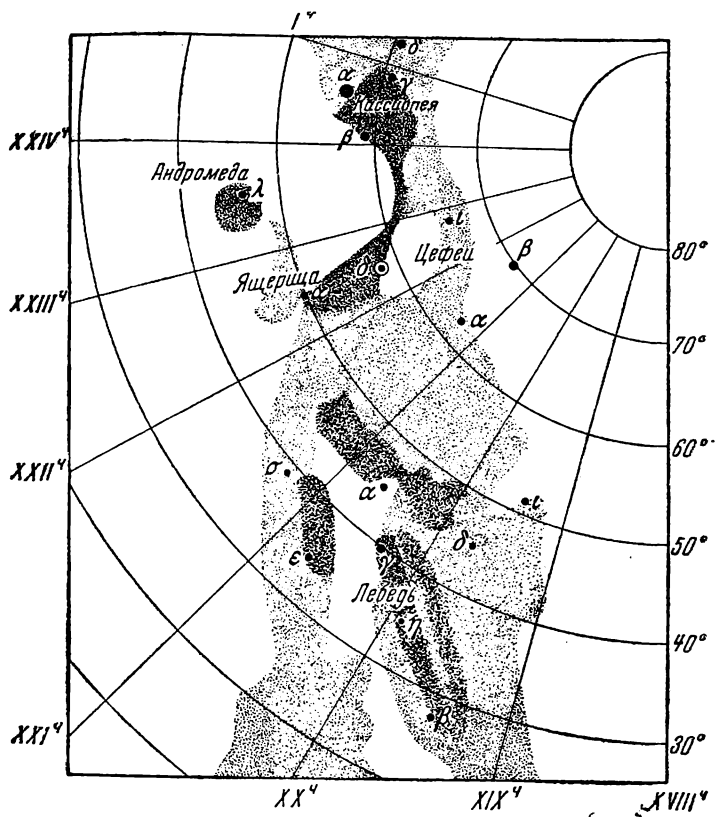 I ч
δ
α
γ
Кассиопея
XXIV ч
β
Андромеда
λ
ι
Цефей
β
80°
Ящерица
α
δ
XXIII ч
α
70°
60°
XXII ч
σ
α
ι
ε
γ
δ
50°
Лебедь
η
40°
XXI ч
β
30°
XX ч
XIX ч
XVIII ч